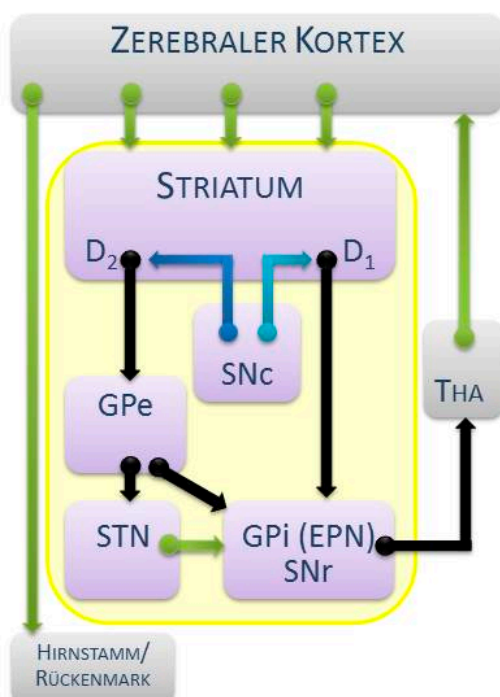 ZEREBRALER KORTEX
STRIATUM
D2
D1
SNc
GPe
THA
STN
GPi (EPN)
SNr
HIRNSTAMM/
RÜCKENMARK